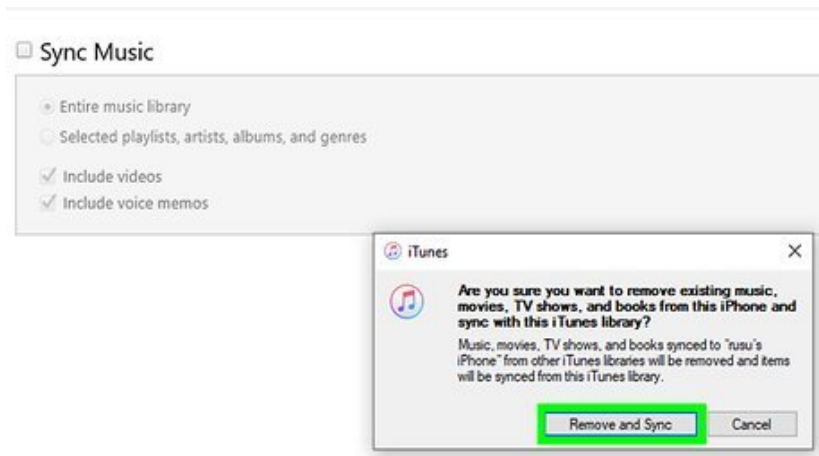 Sync Music
Entire music library
Selected playlists, artists, albums, and genres
Include videos
Include voice memos
iTunes
Are you sure you want to remove existing music,
movies, TV shows, and books from this iPhone and
sync with this iTunes library?
Music, movies, TV shows, and books synced to "rusu's
iPhone" from other iTunes libraries will be removed and items
will be synced from this iTunes library.
Remove and Sync
Cancel